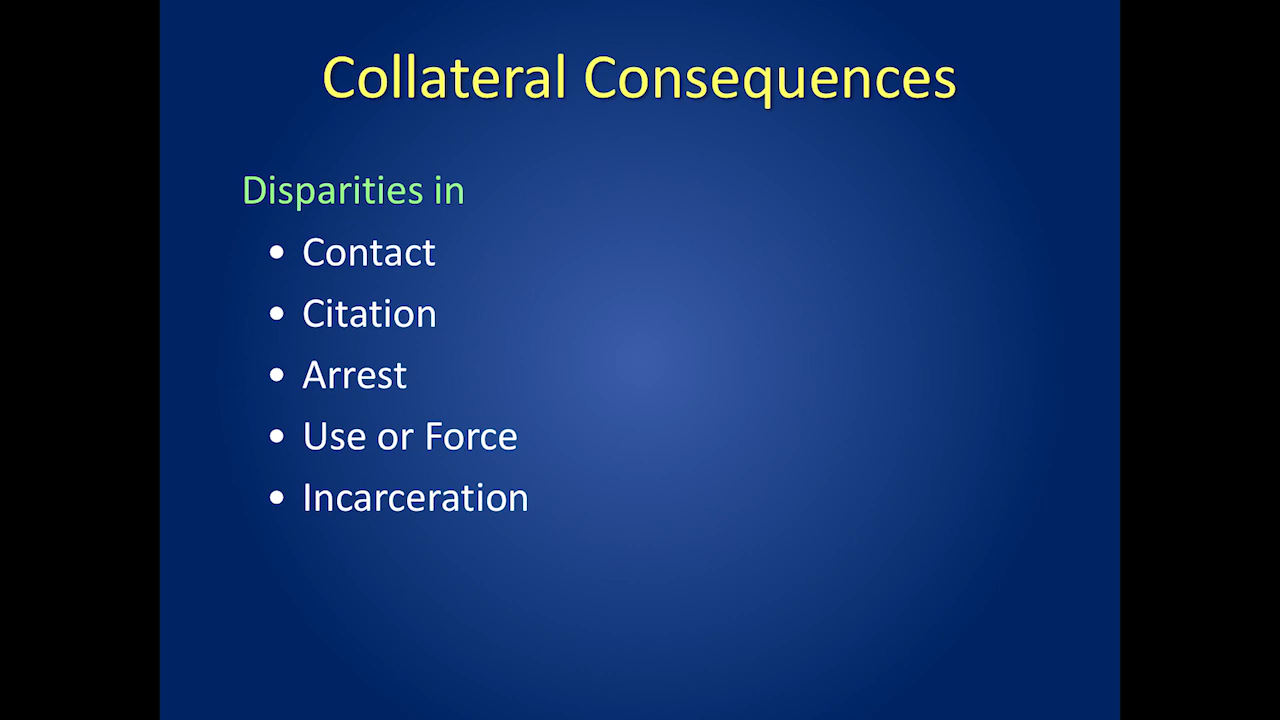 Collateral Consequences
Disparities in
• Contact
• Citation
• Arrest
• Use or Force
• Incarceration